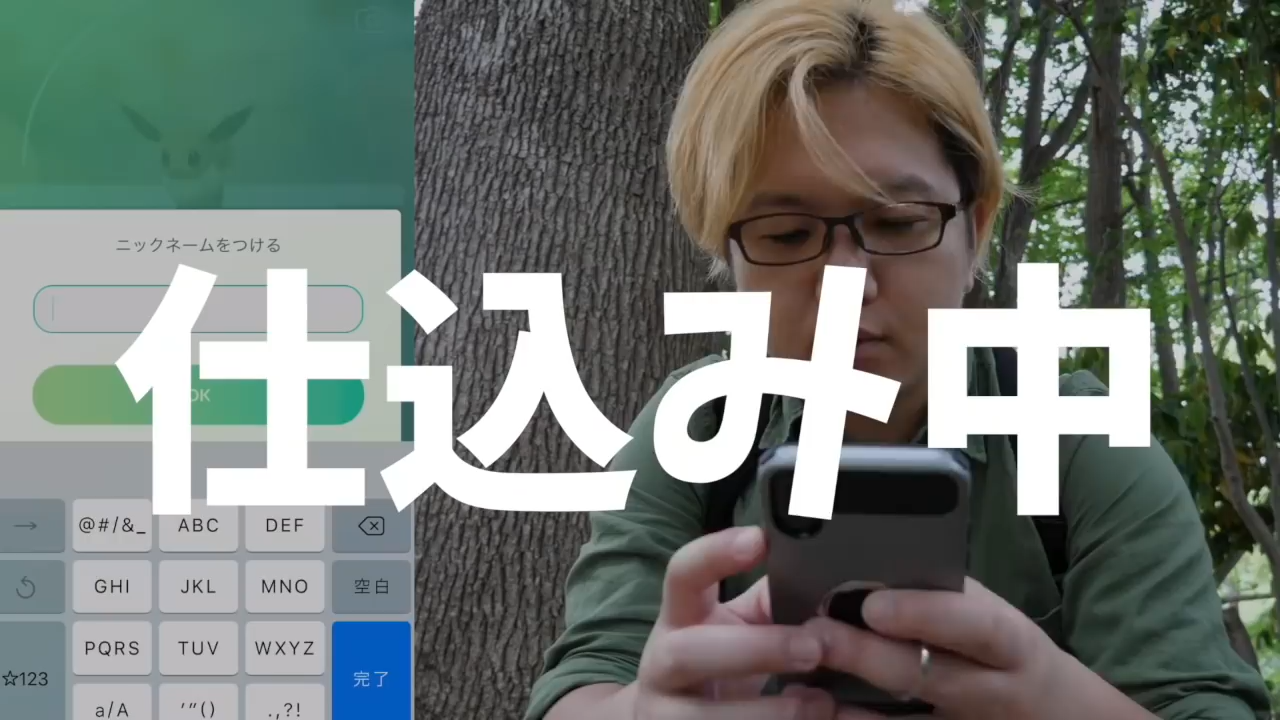 ニックネームをつける
OK
仕込み中
→
@#/&_
ABC
DEF
GHI
JKL
MNO
空白
PQRS
TUV
WXYZ
☆123
完了
a/A
′″()
.,?!